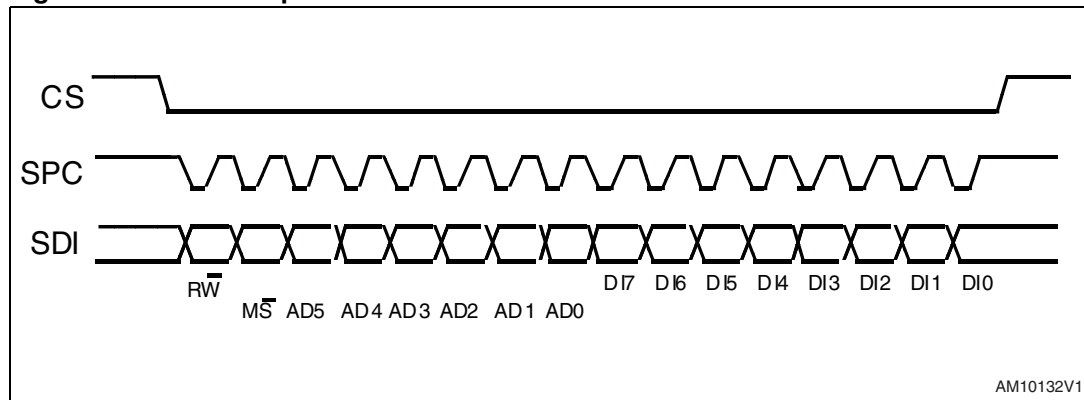 CS
SPC
SDI
RW̅
DI7 DI6 DI5 DI4 DI3 DI2 DI1 DI0
MS̅ AD5 AD4 AD3 AD2 AD1 AD0
AM10132V1